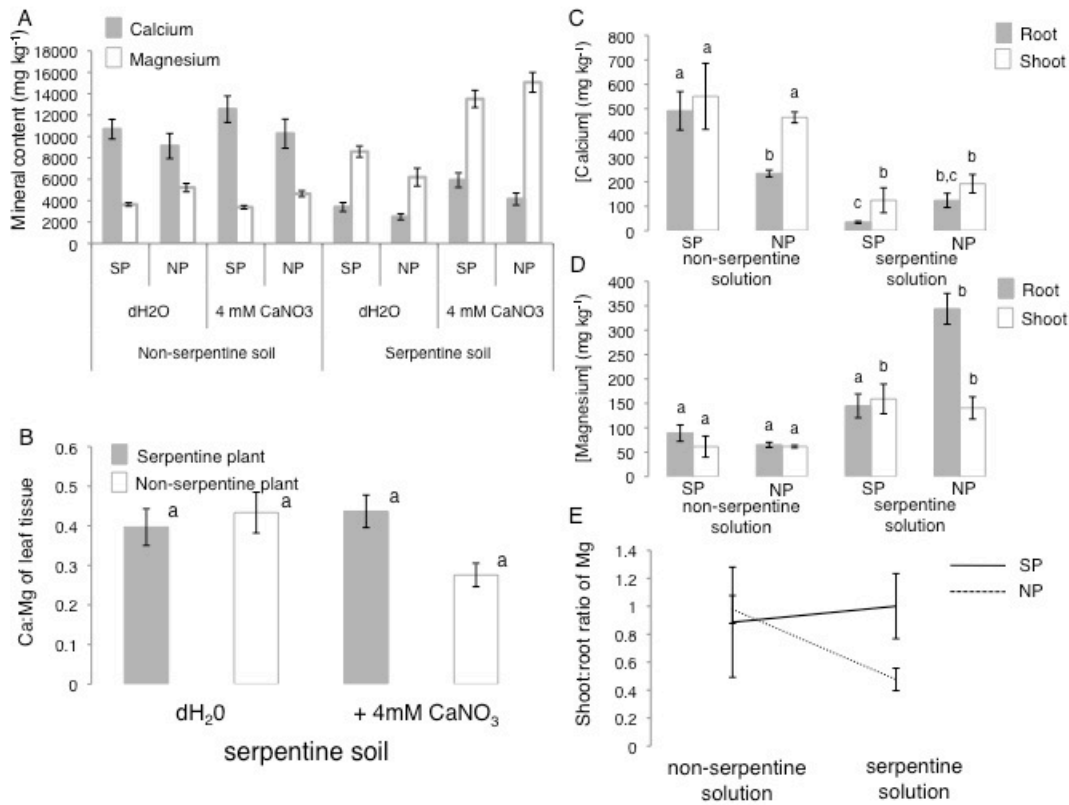 A
Calcium
Magnesium
Mineral content (mg kg-1)
18000
16000
14000
12000
10000
8000
6000
4000
2000
0
SP NP SP NP SP NP SP NP
dH2O 4 mM CaNO3 dH2O 4 mM CaNO3
Non-serpentine soil Serpentine soil
B
Serpentine plant
Non-serpentine plant
Ca:Mg of leaf tissue
0.6
0.5
0.4
0.3
0.2
0.1
0
a a a a
dH20 + 4mM CaNO3
serpentine soil
C
Root
Shoot
[Calcium] (mg kg-1)
800
700
600
500
400
300
200
100
0
a a b a c b b,c b
SP NP SP NP
non-serpentine serpentine
solution solution
D
Root
Shoot
[Magnesium] (mg kg-1)
400
350
300
250
200
150
100
50
0
a a a a a b b b
SP NP SP NP
non-serpentine serpentine
solution solution
E
SP
NP
Shoot:root ratio of Mg
1.4
1.2
1
0.8
0.6
0.4
0.2
0
non-serpentine serpentine
solution solution